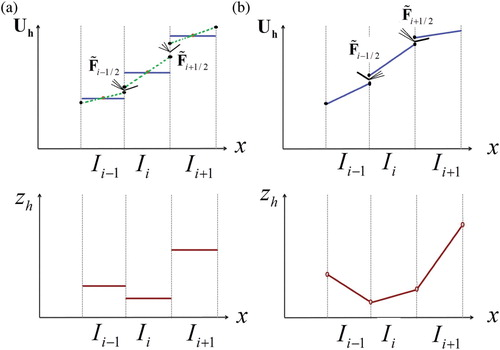 (a)
U_h
F̃_{i−1/2}
F̃_{i+1/2}
x
I_{i−1} I_i I_{i+1}
z_h
x
I_{i−1} I_i I_{i+1}
(b)
U_h
F̃_{i−1/2}
F̃_{i+1/2}
x
I_{i−1} I_i I_{i+1}
z_h
x
I_{i−1} I_i I_{i+1}